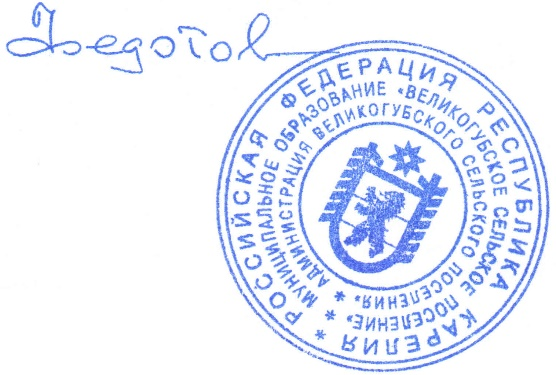 Федотов
* РОССИЙСКАЯ ФЕДЕРАЦИЯ РЕСПУБЛИКА КАРЕЛИЯ
МУНИЦИПАЛЬНОЕ ОБРАЗОВАНИЕ «ВЕЛИКОГУБСКОЕ СЕЛЬСКОЕ ПОСЕЛЕНИЕ» *
АДМИНИСТРАЦИЯ ВЕЛИКОГУБСКОГО СЕЛЬСКОГО ПОСЕЛЕНИЯ» *